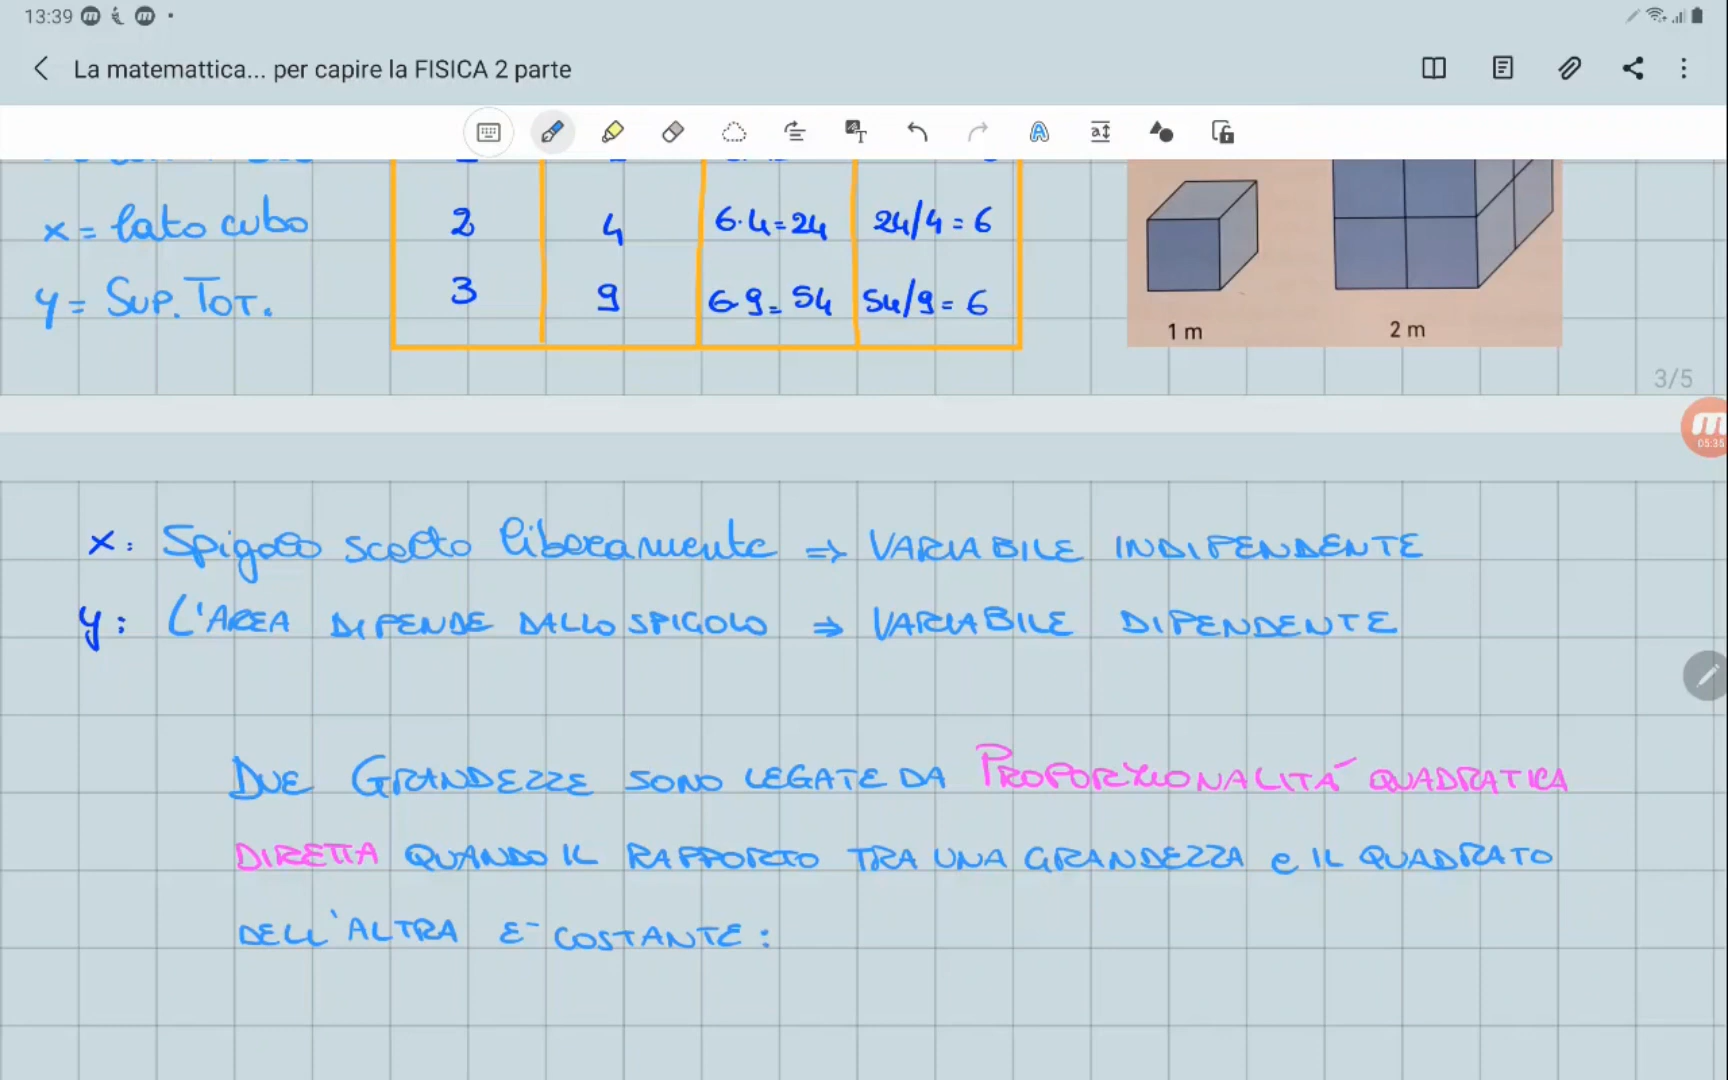 13:39
La matemattica... per capire la FISICA 2 parte
x = lato cubo
2 4 6·4=24 24/4=6
y = Sup. Tot.
3 9 6·9=54 54/9=6
1 m 2 m
3/5
05:35
x: Spigolo scelto liberamente ⇒ VARIABILE INDIPENDENTE
y: L'AREA DIPENDE DALLO SPIGOLO ⇒ VARIABILE DIPENDENTE
DUE GRANDEZZE SONO LEGATE DA PROPORZIONALITÁ QUADRATICA
DIRETTA QUANDO IL RAPPORTO TRA UNA GRANDEZZA e IL QUADRATO
DELL'ALTRA E- COSTANTE: